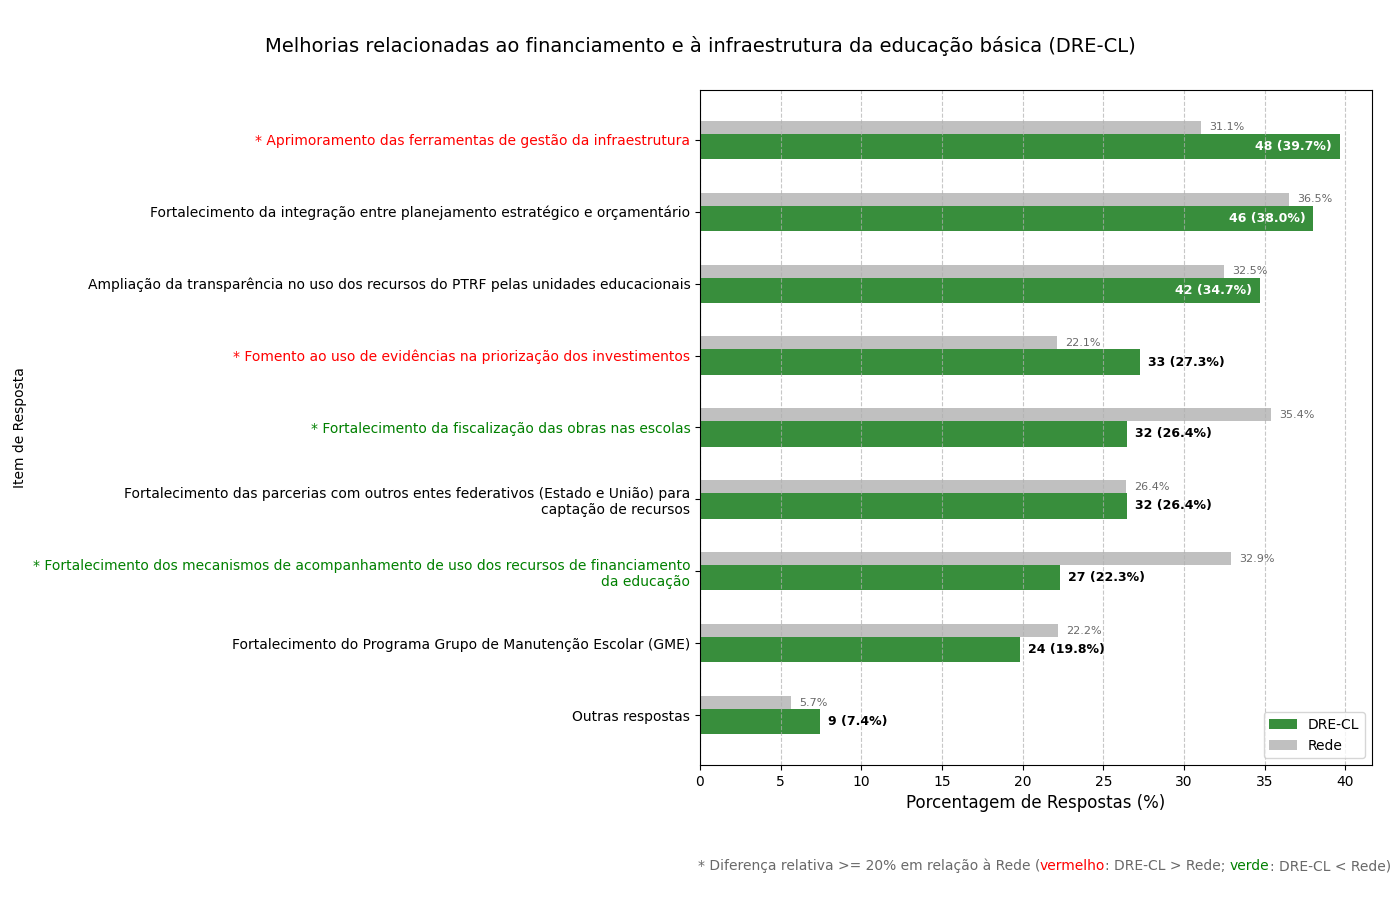 Melhorias relacionadas ao financiamento e à infraestrutura da educação básica (DRE-CL)
Item de Resposta
* Aprimoramento das ferramentas de gestão da infraestrutura
31.1%
48 (39.7%)
Fortalecimento da integração entre planejamento estratégico e orçamentário
36.5%
46 (38.0%)
Ampliação da transparência no uso dos recursos do PTRF pelas unidades educacionais
32.5%
42 (34.7%)
* Fomento ao uso de evidências na priorização dos investimentos
22.1%
33 (27.3%)
* Fortalecimento da fiscalização das obras nas escolas
35.4%
32 (26.4%)
Fortalecimento das parcerias com outros entes federativos (Estado e União) para
captação de recursos
26.4%
32 (26.4%)
* Fortalecimento dos mecanismos de acompanhamento de uso dos recursos de financiamento
da educação
32.9%
27 (22.3%)
Fortalecimento do Programa Grupo de Manutenção Escolar (GME)
22.2%
24 (19.8%)
Outras respostas
5.7%
9 (7.4%)
DRE-CL
Rede
0 5 10 15 20 25 30 35 40
Porcentagem de Respostas (%)
* Diferença relativa >= 20% em relação à Rede (vermelho: DRE-CL > Rede; verde: DRE-CL < Rede)